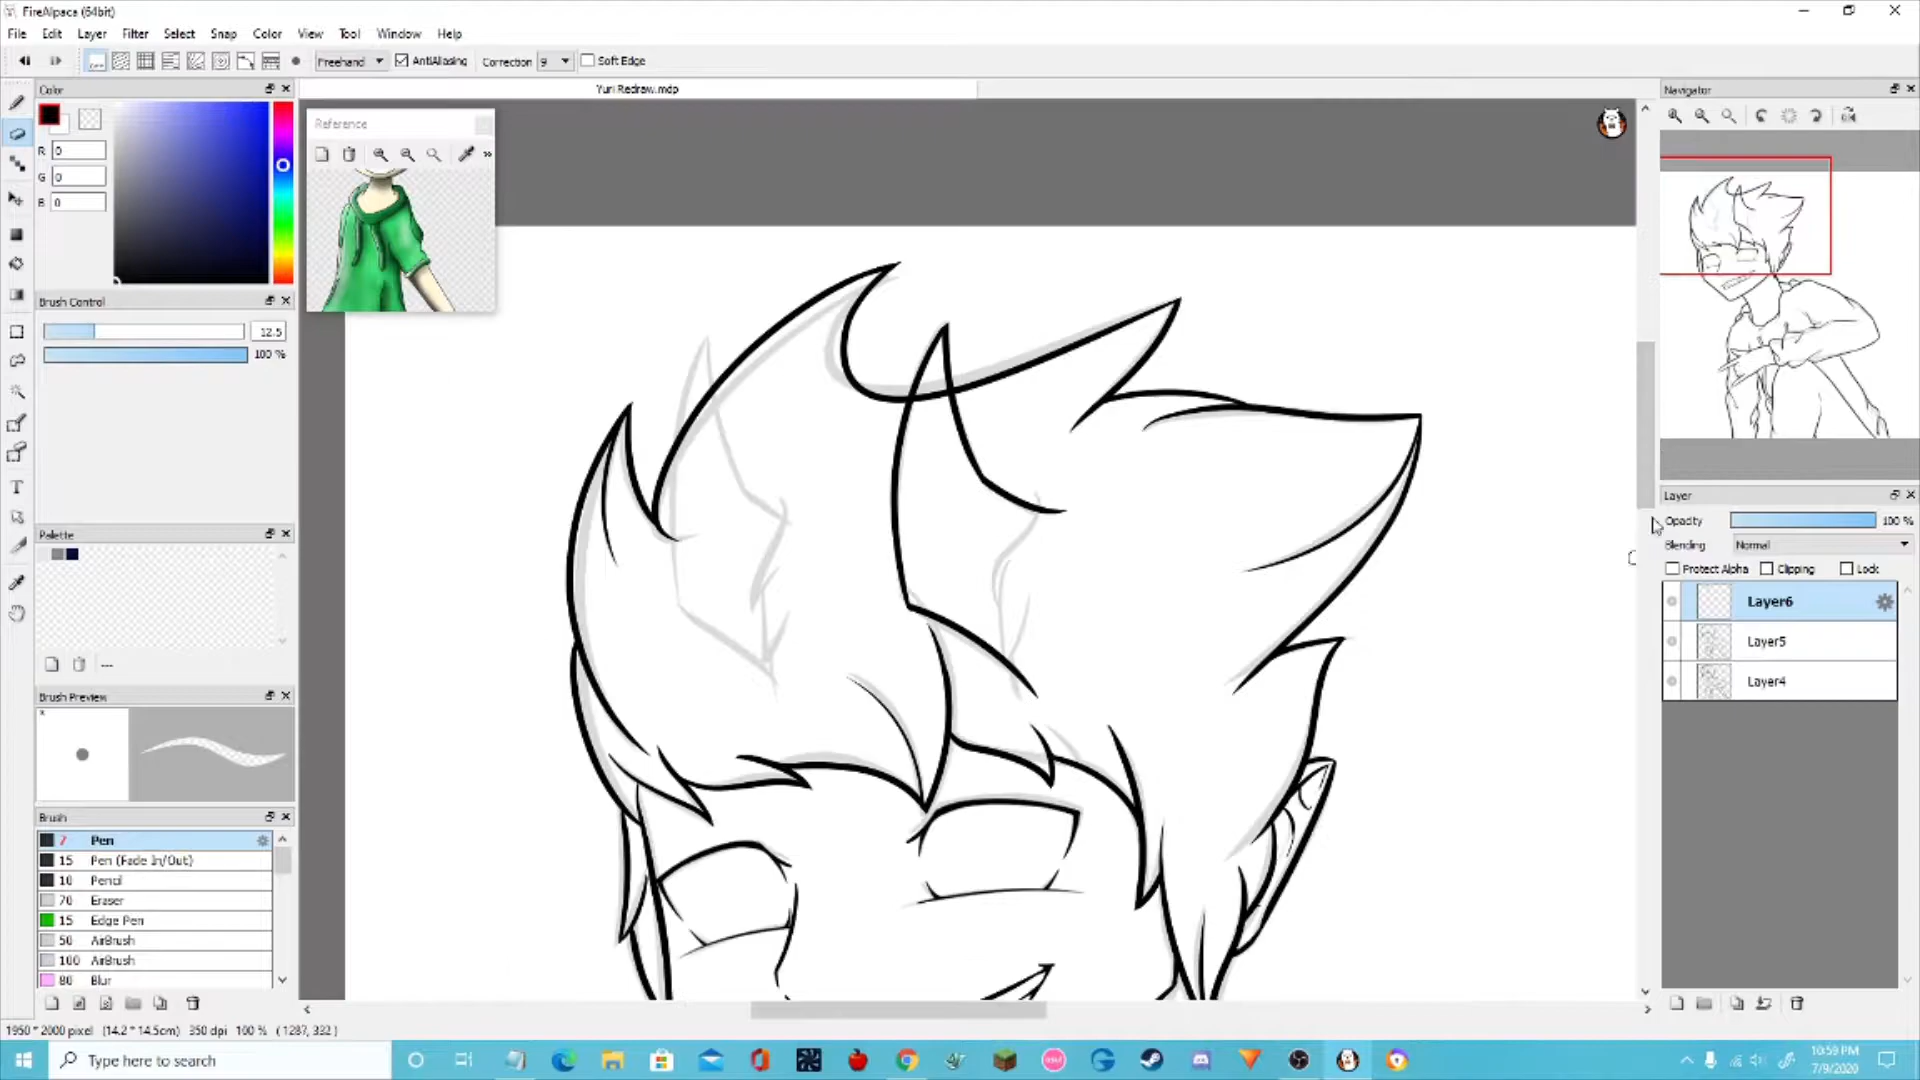 FireAlpaca (64bit)
File Edit Layer Filter Select Snap Color View Tool Window Help
Freehand AntiAliasing Correction 9 Soft Edge
Color
Yuri Redraw.mdp
Navigator
Reference
R 0
G 0
B 0
Brush Control
12.5
100 %
Layer
Opacity 100 %
Palette
Blending Normal
Protect Alpha Clipping Lock
Layer6
Layer5
---
Layer4
Brush Preview
Brush
7 Pen
15 Pen (Fade In/Out)
10 Pencil
70 Eraser
15 Edge Pen
50 AirBrush
100 AirBrush
80 Blur
1950 * 2000 pixel (14.2 * 14.5cm) 350 dpi 100 % ( 1287, 332 )
Type here to search
10:59 PM
7/9/2020